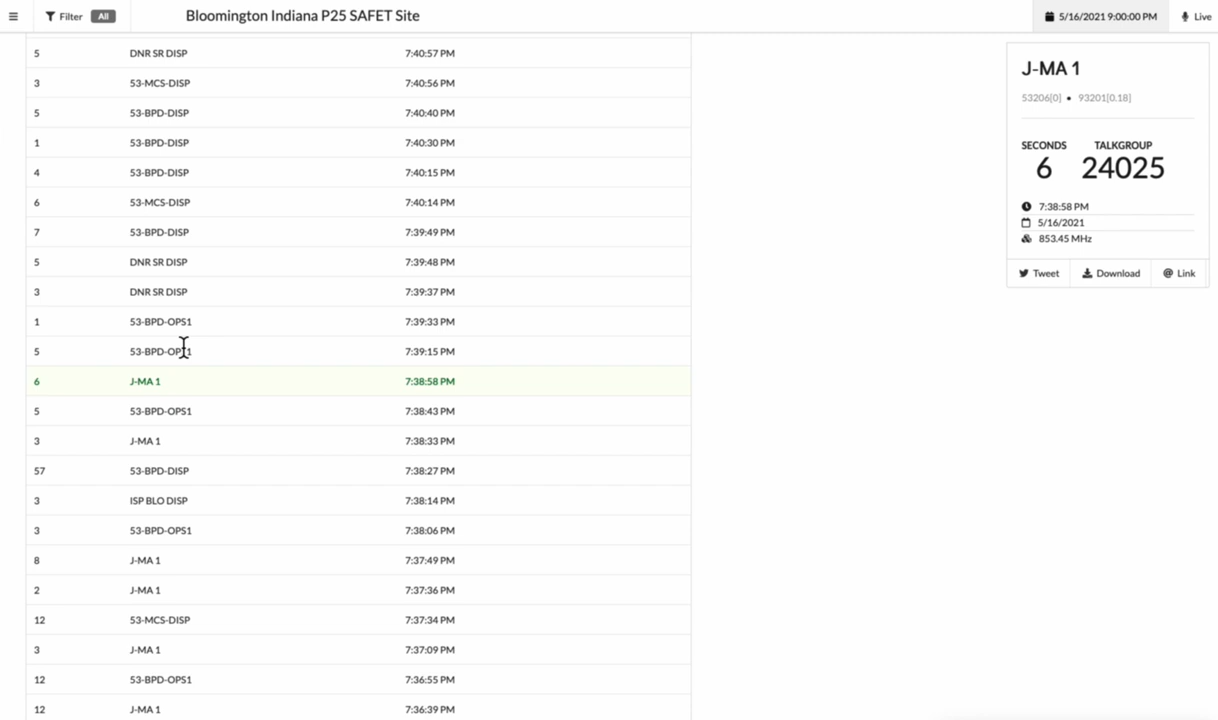 Filter All Bloomington Indiana P25 SAFET Site 5/16/2021 9:00:00 PM Live
5 DNR SR DISP 7:40:57 PM
3 53-MCS-DISP 7:40:56 PM
5 53-BPD-DISP 7:40:40 PM
1 53-BPD-DISP 7:40:30 PM
4 53-BPD-DISP 7:40:15 PM
6 53-MCS-DISP 7:40:14 PM
7 53-BPD-DISP 7:39:49 PM
5 DNR SR DISP 7:39:48 PM
3 DNR SR DISP 7:39:37 PM
1 53-BPD-OPS1 7:39:33 PM
5 53-BPD-OPS1 7:39:15 PM
6 J-MA 1 7:38:58 PM
5 53-BPD-OPS1 7:38:43 PM
3 J-MA 1 7:38:33 PM
57 53-BPD-DISP 7:38:27 PM
3 ISP BLO DISP 7:38:14 PM
3 53-BPD-OPS1 7:38:06 PM
8 J-MA 1 7:37:49 PM
2 J-MA 1 7:37:36 PM
12 53-MCS-DISP 7:37:34 PM
3 J-MA 1 7:37:09 PM
12 53-BPD-OPS1 7:36:55 PM
12 J-MA 1 7:36:39 PM
J-MA 1
53206[0] • 93201[0.18]
SECONDS TALKGROUP
6 24025
7:38:58 PM
5/16/2021
853.45 MHz
Tweet Download Link